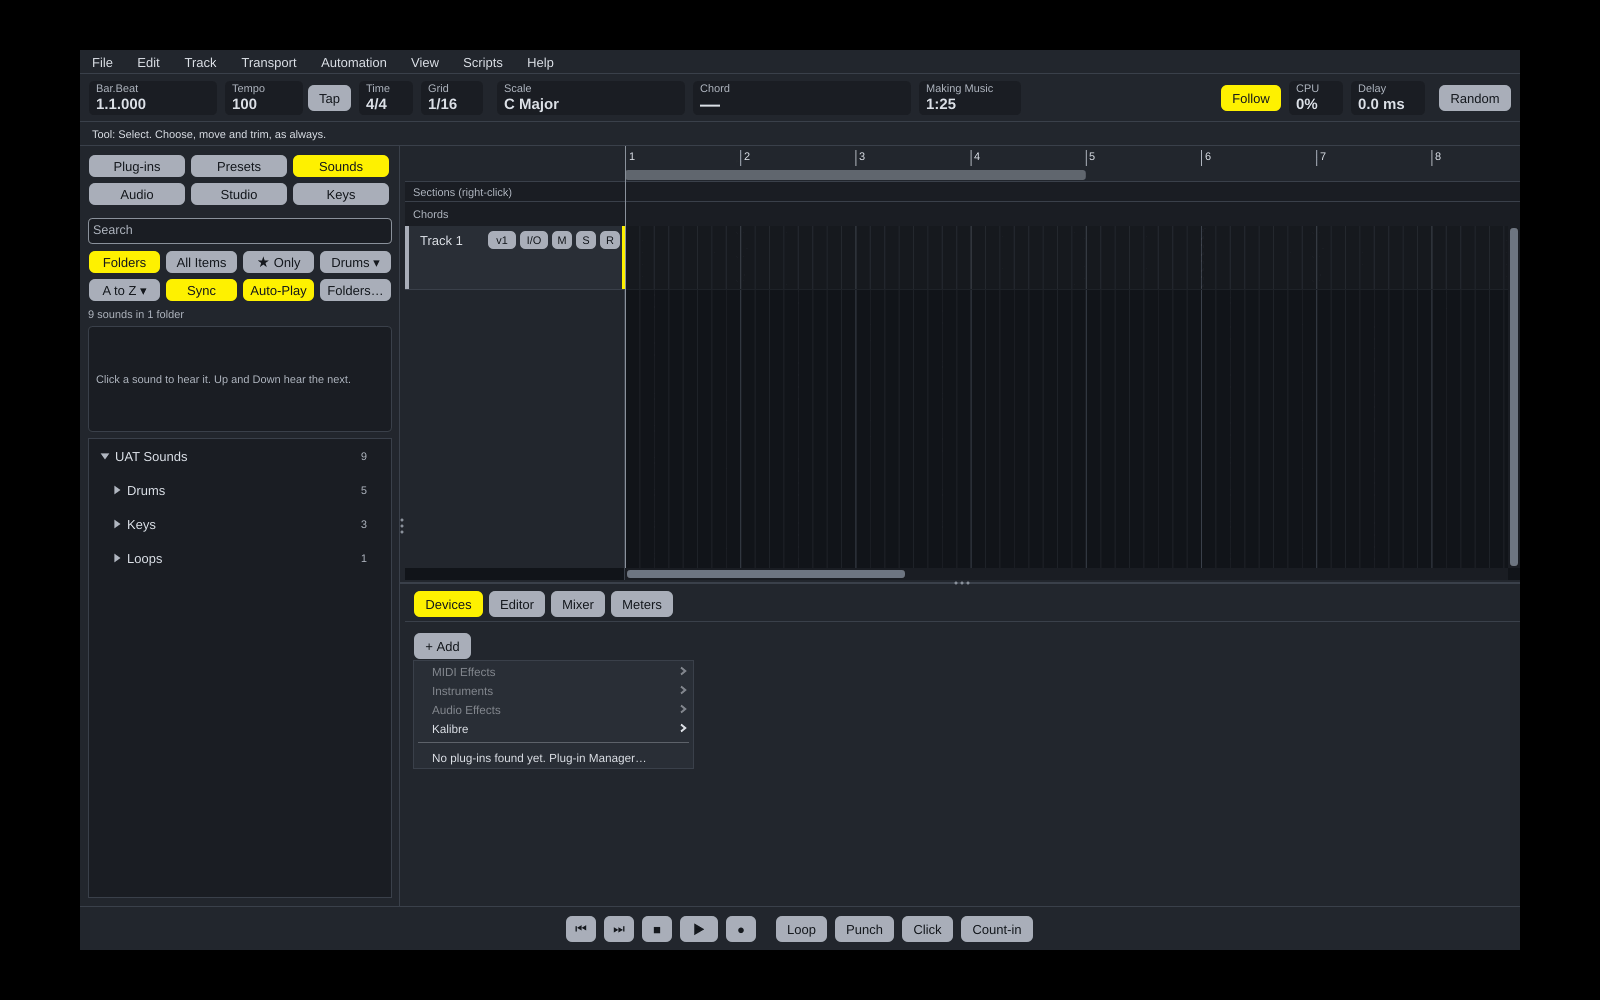 File Edit Track Transport Automation View Scripts Help
Bar.Beat Tempo Time Grid Scale Chord Making Music CPU Delay
1.1.000 100 Tap 4/4 1/16 C Major — 1:25 Follow 0% 0.0 ms Random
Tool: Select. Choose, move and trim, as always.
Plug-ins Presets Sounds
Audio Studio Keys
Search
Folders All Items ★ Only Drums ▾
A to Z ▾ Sync Auto-Play Folders…
9 sounds in 1 folder
Click a sound to hear it. Up and Down hear the next.
UAT Sounds 9
Drums 5
Keys 3
Loops 1
1 2 3 4 5 6 7 8
Sections (right-click)
Chords
Track 1 v1 I/O M S R
Devices Editor Mixer Meters
+ Add
MIDI Effects
Instruments
Audio Effects
Kalibre
No plug-ins found yet. Plug-in Manager…
Loop Punch Click Count-in